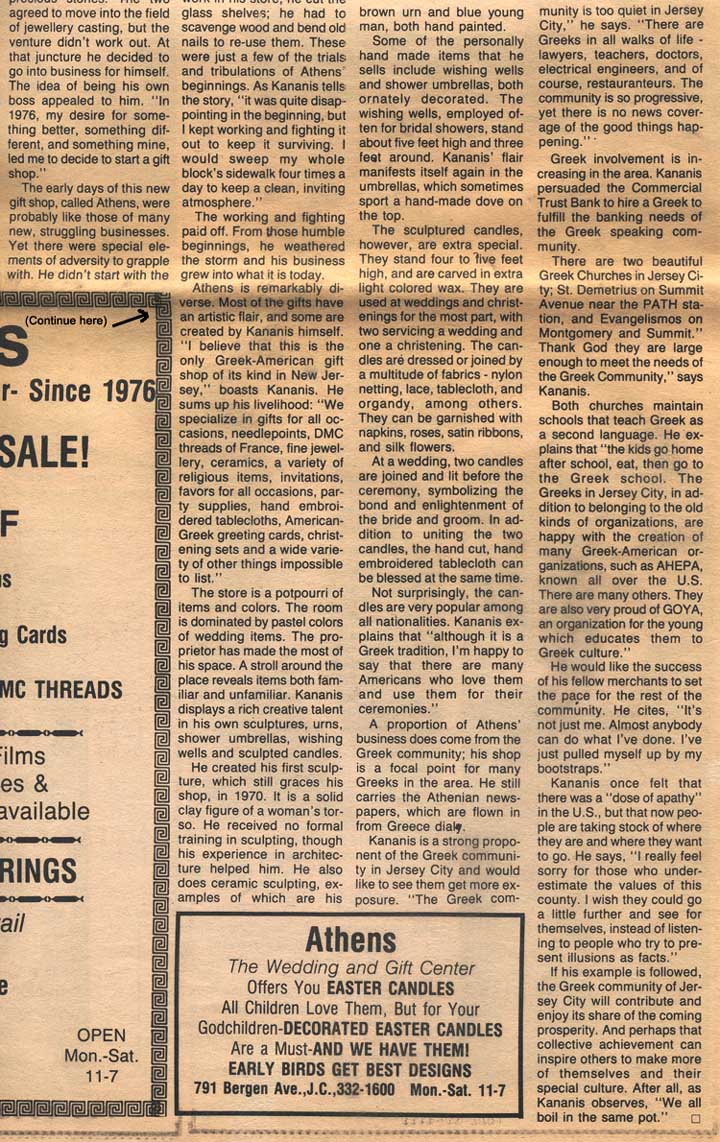 precious stones. The two
agreed to move into the field
of jewellery casting, but the
venture didn't work out. At
that juncture he decided to
go into business for himself.
The idea of being his own
boss appealed to him. "In
1976, my desire for some-
thing better, something dif-
ferent, and something mine,
led me to decide to start a gift
shop."
The early days of this new
gift shop, called Athens, were
probably like those of many
new, struggling businesses.
Yet there were special ele-
ments of adversity to grapple
with. He didn't start with the
work in his store, he cut the
glass shelves; he had to
scavenge wood and bend old
nails to re-use them. These
were just a few of the trials
and tribulations of Athens'
beginnings. As Kananis tells
the story, "it was quite disap-
pointing in the beginning, but
I kept working and fighting it
out to keep it surviving. I
would sweep my whole
block's sidewalk four times a
day to keep a clean, inviting
atmosphere."
The working and fighting
paid off. From those humble
beginnings, he weathered
the storm and his business
grew into what it is today.
(Continue here)
Athens is remarkably di-
verse. Most of the gifts have
an artistic flair, and some are
created by Kananis himself.
"I believe that this is the
only Greek-American gift
shop of its kind in New Jer-
sey," boasts Kananis. He
sums up his livelihood: "We
specialize in gifts for all oc-
casions, needlepoints, DMC
threads of France, fine jewel-
lery, ceramics, a variety of
religious items, invitations,
favors for all occasions, par-
ty supplies, hand embroi-
dered tablecloths, American-
Greek greeting cards, christ-
ening sets and a wide varie-
ty of other things impossible
to list."
The store is a potpourri of
items and colors. The room
is dominated by pastel colors
of wedding items. The pro-
prietor has made the most of
his space. A stroll around the
place reveals items both fam-
iliar and unfamiliar. Kananis
displays a rich creative talent
in his own sculptures, urns,
shower umbrellas, wishing
wells and sculpted candles.
He created his first sculp-
ture, which still graces his
shop, in 1970. It is a solid
clay figure of a woman's tor-
so. He received no formal
training in sculpting, though
his experience in architec-
ture helped him. He also
does ceramic sculpting, ex-
amples of which are his
brown urn and blue young
man, both hand painted.
Some of the personally
hand made items that he
sells include wishing wells
and shower umbrellas, both
ornately decorated. The
wishing wells, employed of-
ten for bridal showers, stand
about five feet high and three
feet around. Kananis' flair
manifests itself again in the
umbrellas, which sometimes
sport a hand-made dove on
the top.
The sculptured candles,
however, are extra special.
They stand four to five feet
high, and are carved in extra
light colored wax. They are
used at weddings and christ-
enings for the most part, with
two servicing a wedding and
one a christening. The can-
dles are dressed or joined by
a multitude of fabrics - nylon
netting, lace, tablecloth, and
organdy, among others.
They can be garnished with
napkins, roses, satin ribbons,
and silk flowers.
At a wedding, two candles
are joined and lit before the
ceremony, symbolizing the
bond and enlightenment of
the bride and groom. In ad-
dition to uniting the two
candles, the hand cut, hand
embroidered tablecloth can
be blessed at the same time.
Not surprisingly, the can-
dles are very popular among
all nationalities. Kananis ex-
plains that "although it is a
Greek tradition, I'm happy to
say that there are many
Americans who love them
and use them for their
ceremonies."
A proportion of Athens'
business does come from the
Greek community; his shop
is a focal point for many
Greeks in the area. He still
carries the Athenian news-
papers, which are flown in
from Greece dialy.
Kananis is a strong propo-
nent of the Greek communi-
ty in Jersey City and would
like to see them get more ex-
posure. "The Greek com-
munity is too quiet in Jersey
City," he says. "There are
Greeks in all walks of life -
lawyers, teachers, doctors,
electrical engineers, and of
course, restauranteurs. The
community is so progressive,
yet there is no news cover-
age of the good things hap-
pening."
Greek involvement is in-
creasing in the area. Kananis
persuaded the Commercial
Trust Bank to hire a Greek to
fulfill the banking needs of
the Greek speaking com-
munity.
There are two beautiful
Greek Churches in Jersey Ci-
ty; St. Demetrius on Summit
Avenue near the PATH sta-
tion, and Evangelismos on
Montgomery and Summit."
Thank God they are large
enough to meet the needs of
the Greek Community," says
Kananis.
Both churches maintain
schools that teach Greek as
a second language. He ex-
plains that "the kids go home
after school, eat, then go to
the Greek school. The
Greeks in Jersey City, in ad-
dition to belonging to the old
kinds of organizations, are
happy with the creation of
many Greek-American or-
ganizations, such as AHEPA,
known all over the U.S.
There are many others. They
are also very proud of GOYA,
an organization for the young
which educates them to
Greek culture."
He would like the success
of his fellow merchants to set
the pace for the rest of the
community. He cites, "It's
not just me. Almost anybody
can do what I've done. I've
just pulled myself up by my
bootstraps."
Kananis once felt that
there was a "dose of apathy"
in the U.S., but that now peo-
ple are taking stock of where
they are and where they want
to go. He says, "I really feel
sorry for those who under-
estimate the values of this
county. I wish they could go
a little further and see for
themselves, instead of listen-
ing to people who try to pre-
sent illusions as facts."
If his example is followed,
the Greek community of Jer-
sey City will contribute and
enjoy its share of the coming
prosperity. And perhaps that
collective achievement can
inspire others to make more
of themselves and their
special culture. After all, as
Kananis observes, "We all
boil in the same pot."
S
r- Since 1976
SALE!
F
s
g Cards
MC THREADS
Films
es &
available
RINGS
ail
e
OPEN
Mon.-Sat.
11-7
Athens
The Wedding and Gift Center
Offers You EASTER CANDLES
All Children Love Them, But for Your
Godchildren-DECORATED EASTER CANDLES
Are a Must-AND WE HAVE THEM!
EARLY BIRDS GET BEST DESIGNS
791 Bergen Ave.,J.C.,332-1600 Mon.-Sat. 11-7